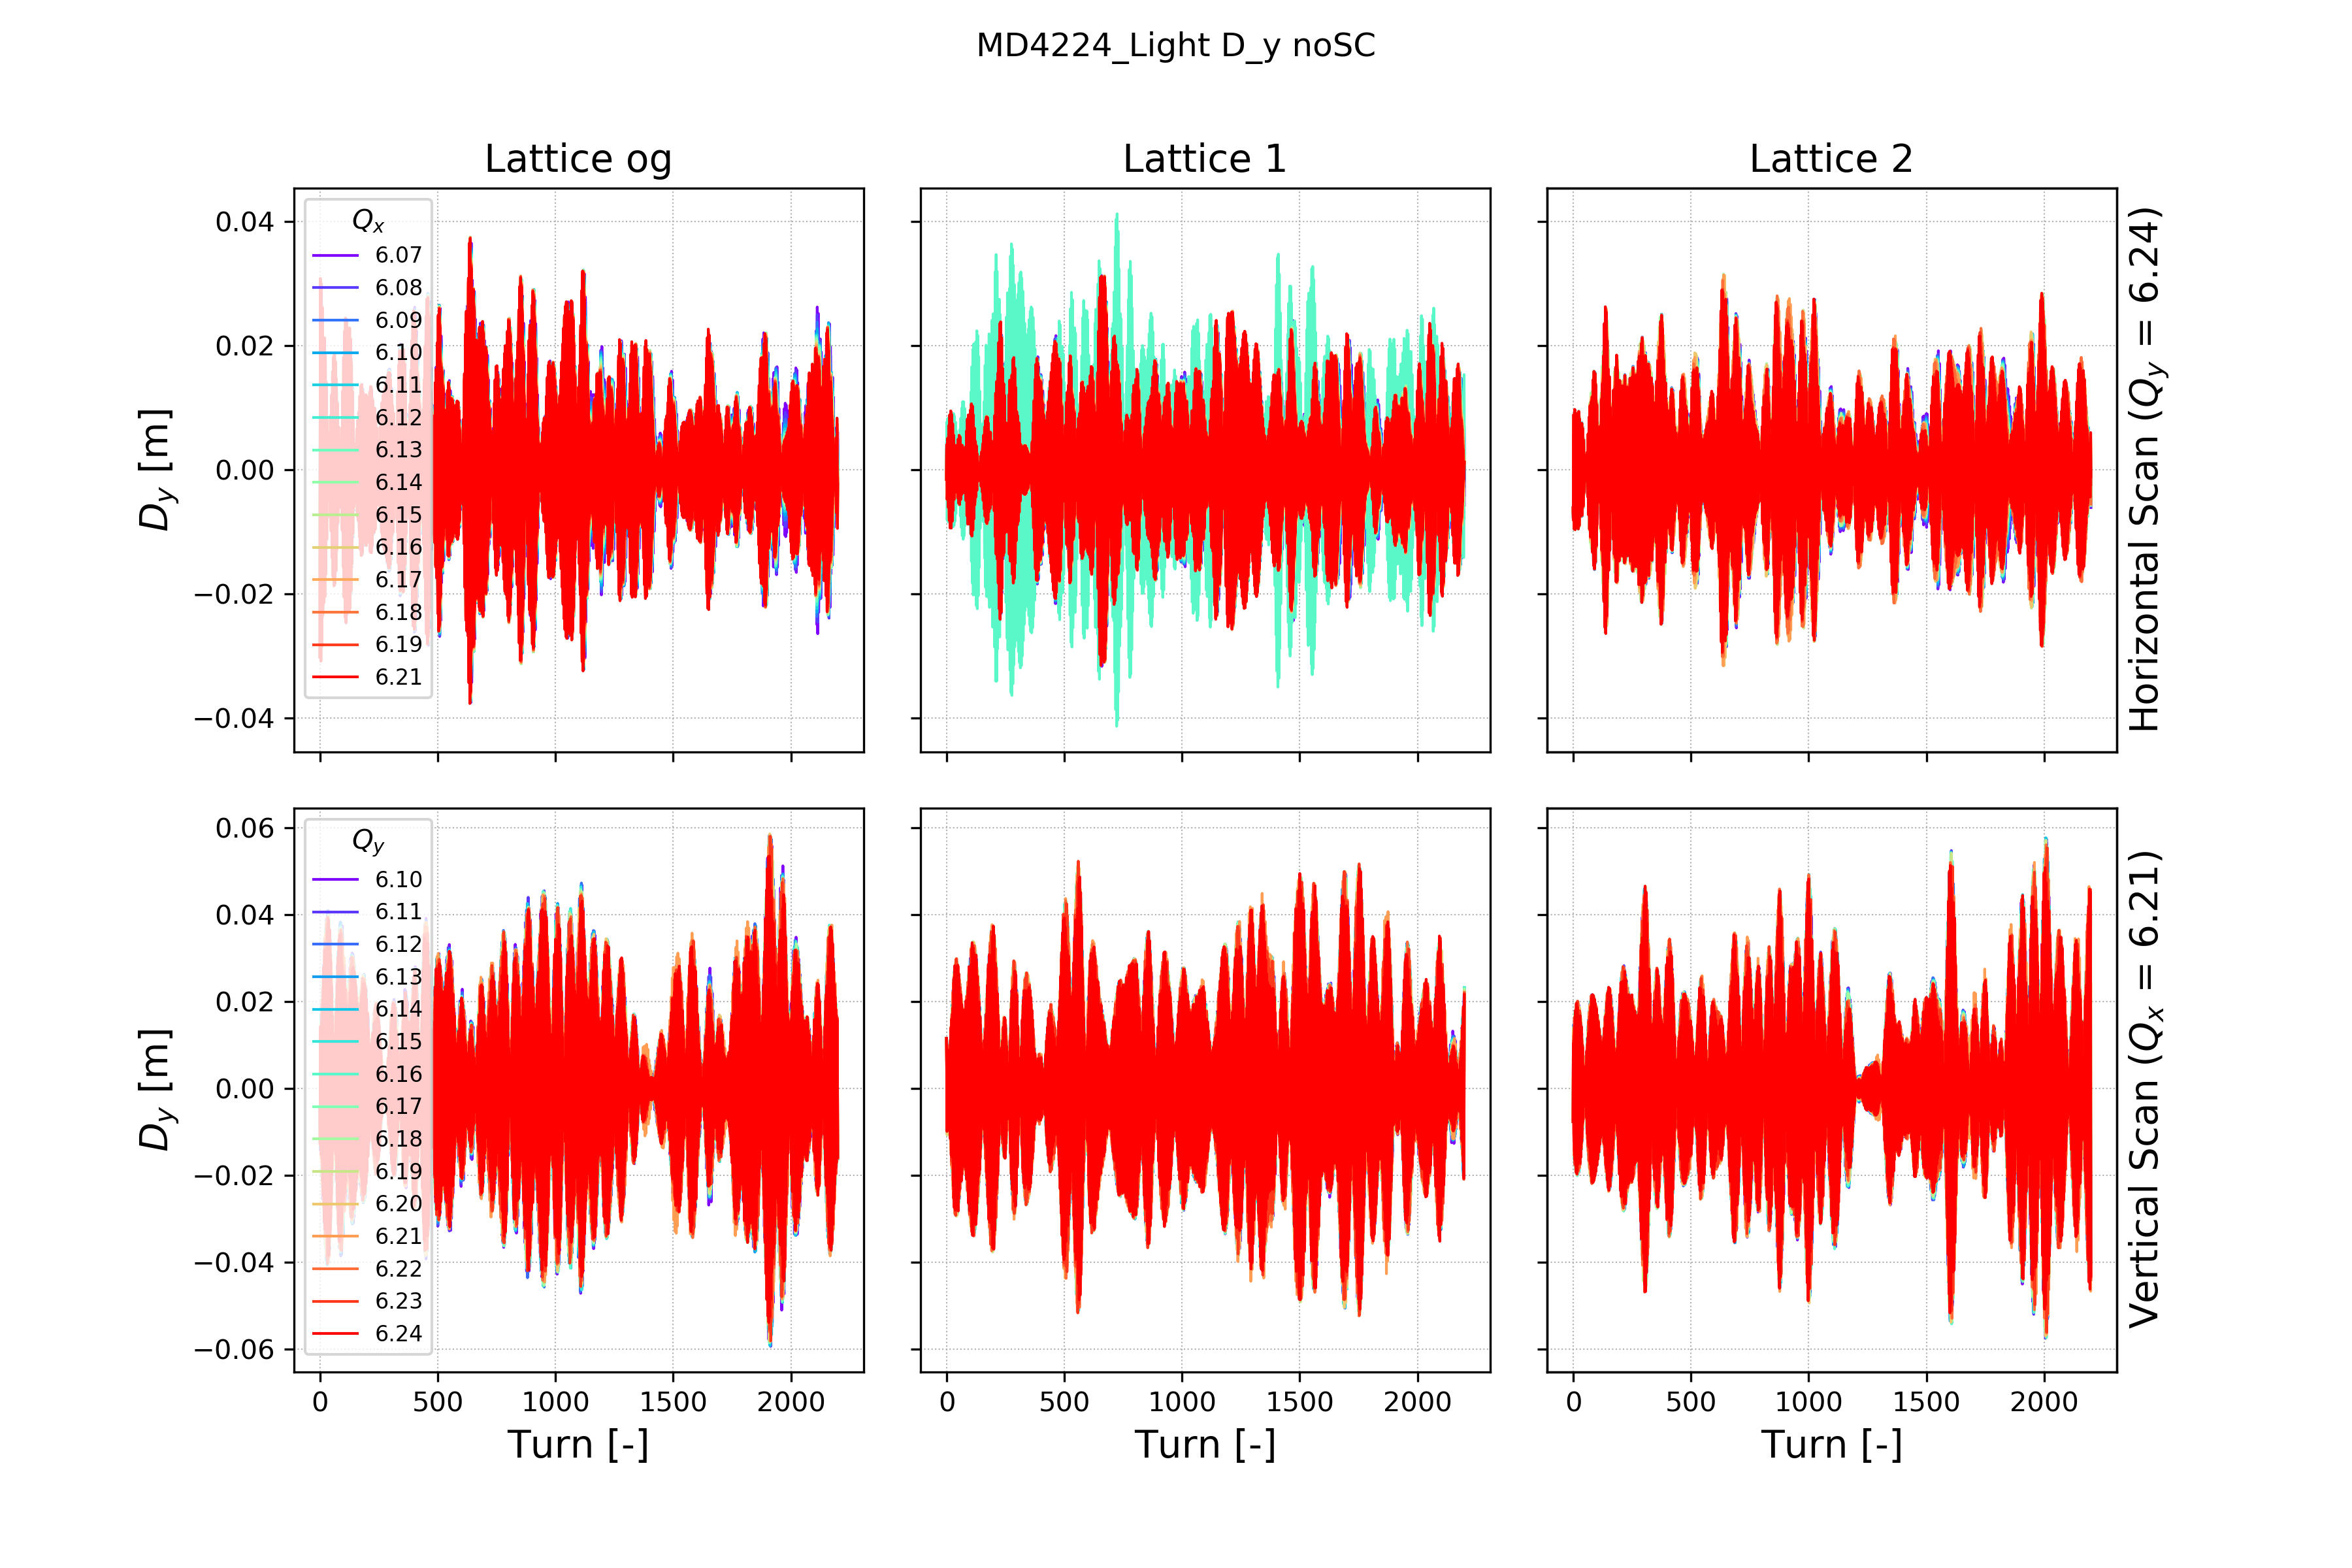 MD4224_Light D_y noSC
Lattice og
Lattice 1
Lattice 2
0.04
0.02
0.00
−0.02
−0.04
D_y [m]
Q_x
6.07
6.08
6.09
6.10
6.11
6.12
6.13
6.14
6.15
6.16
6.17
6.18
6.19
6.21
Horizontal Scan (Q_y = 6.24)
0.06
0.04
0.02
0.00
−0.02
−0.04
−0.06
D_y [m]
Q_y
6.10
6.11
6.12
6.13
6.14
6.15
6.16
6.17
6.18
6.19
6.20
6.21
6.22
6.23
6.24
Vertical Scan (Q_x = 6.21)
0 500 1000 1500 2000
0 500 1000 1500 2000
0 500 1000 1500 2000
Turn [-]
Turn [-]
Turn [-]